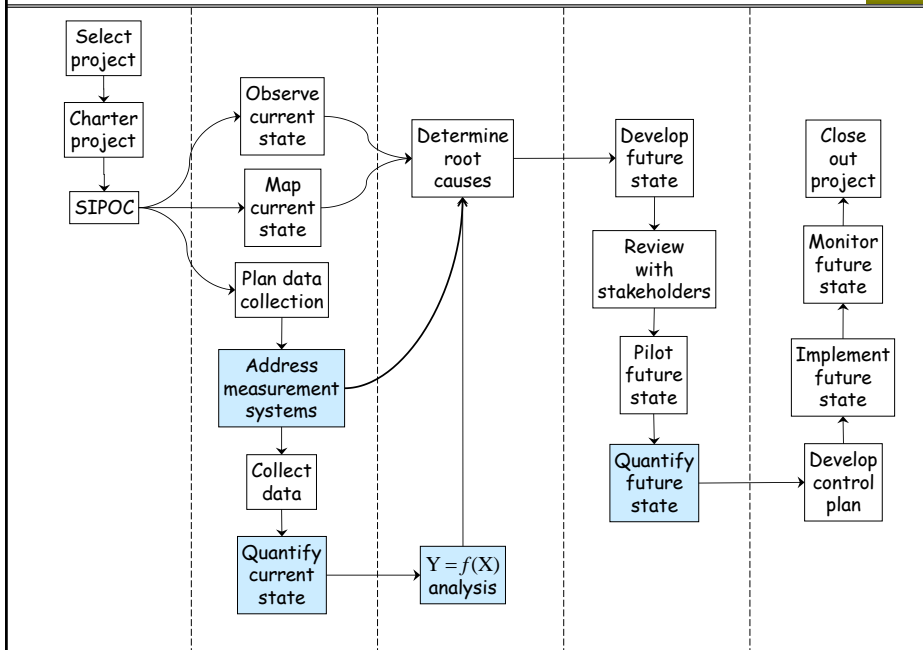 Select
project
Charter
project
SIPOC
Observe
current
state
Map
current
state
Plan data
collection
Address
measurement
systems
Collect
data
Quantify
current
state
Determine
root
causes
Y = f(X)
analysis
Develop
future
state
Review
with
stakeholders
Pilot
future
state
Quantify
future
state
Close
out
project
Monitor
future
state
Implement
future
state
Develop
control
plan